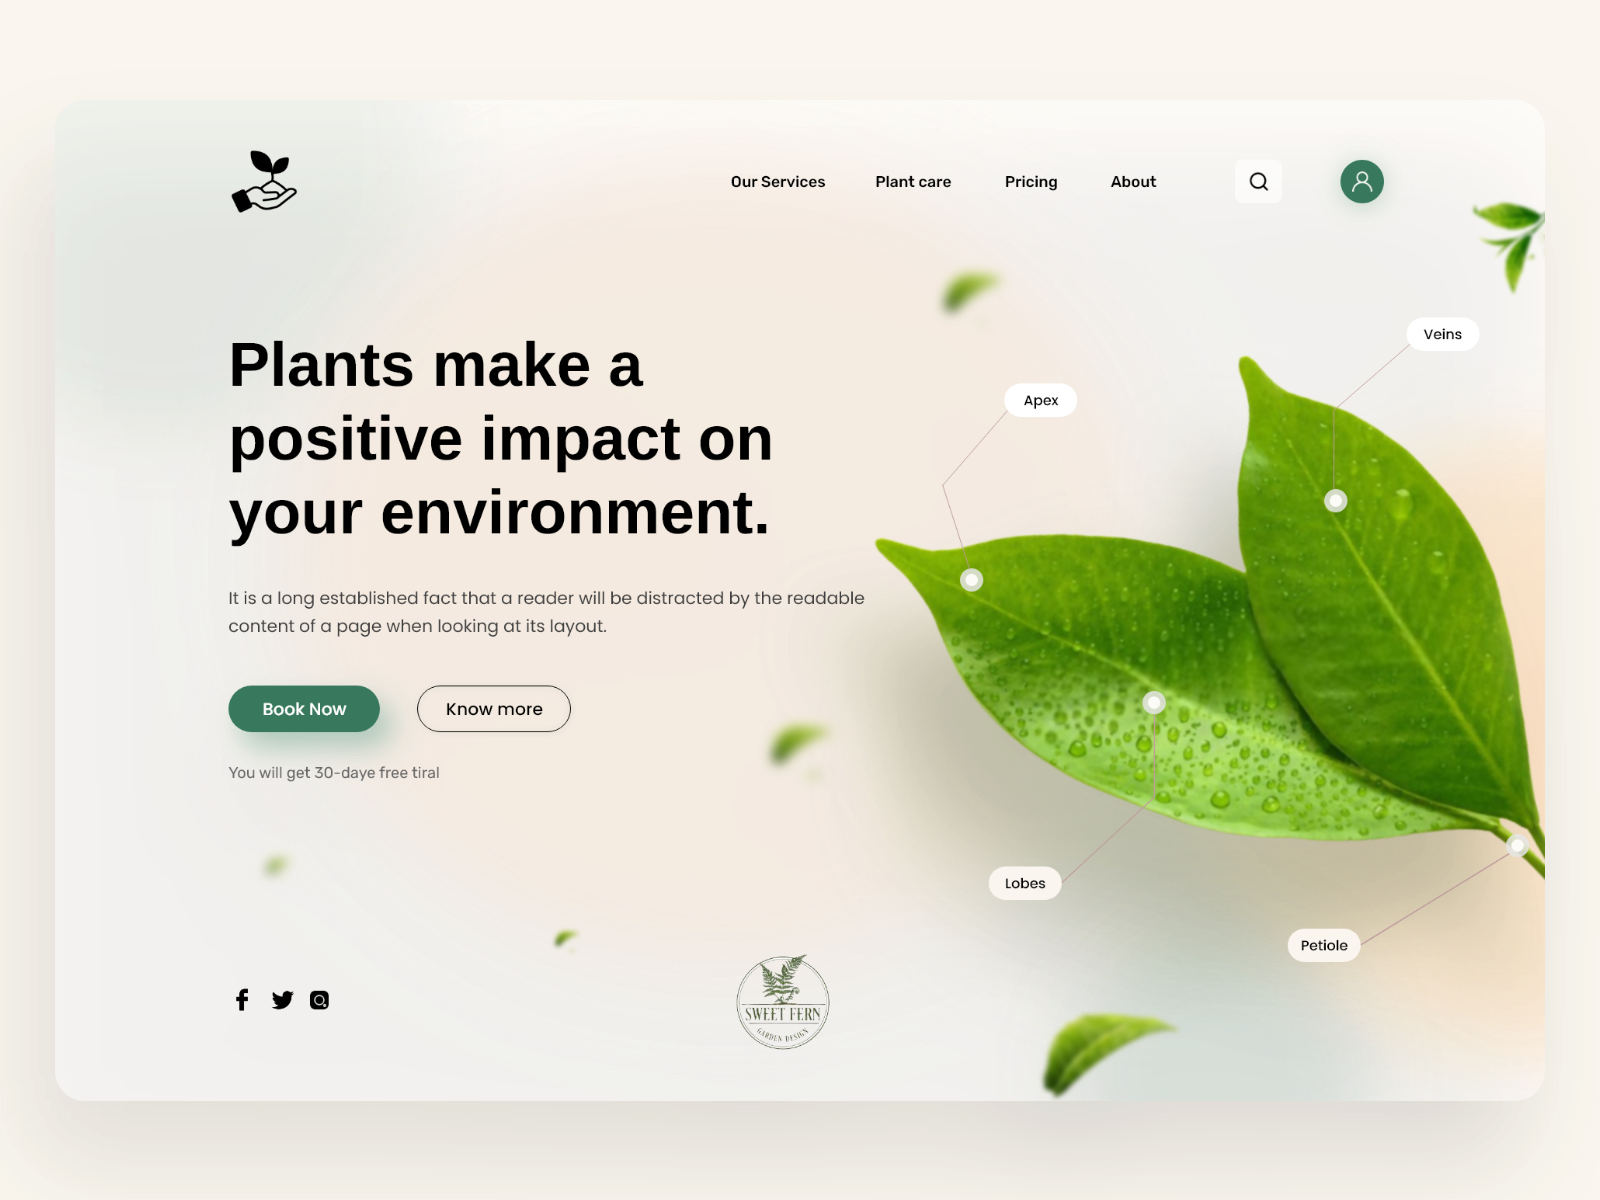 Our Services
Plant care
Pricing
About
Plants make a
positive impact on
your environment.
It is a long established fact that a reader will be distracted by the readable
content of a page when looking at its layout.
Book Now
Know more
You will get 30-daye free tiral
Veins
Apex
Lobes
Petiole
SWEET FERN
GARDEN DESIGN